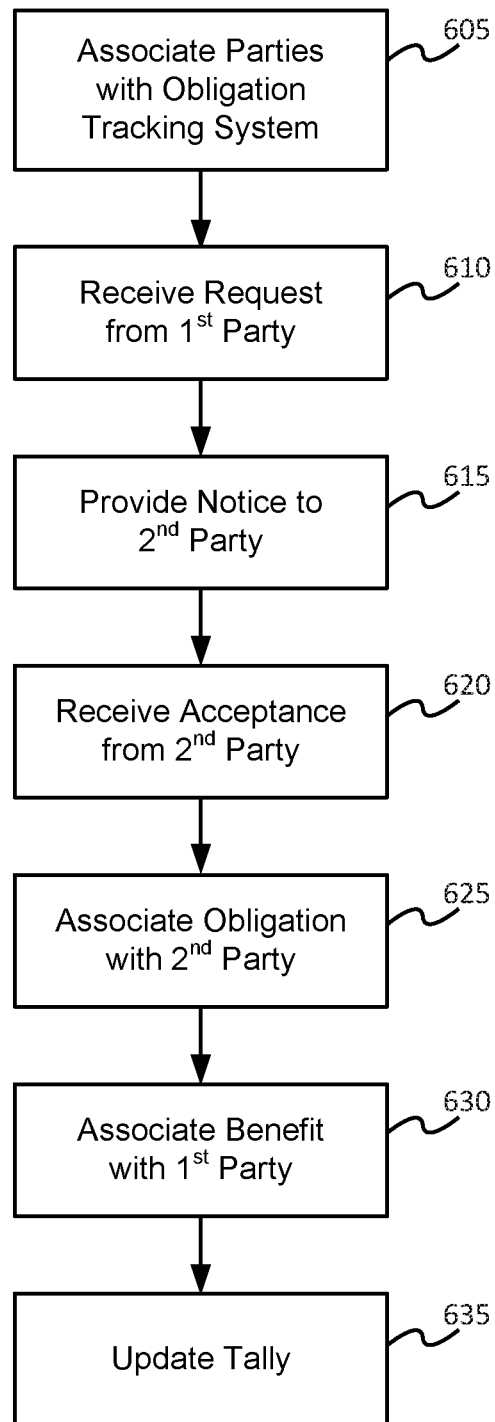 605
Associate Parties
with Obligation
Tracking System
610
Receive Request
from 1st Party
615
Provide Notice to
2nd Party
620
Receive Acceptance
from 2nd Party
625
Associate Obligation
with 2nd Party
630
Associate Benefit
with 1st Party
635
Update Tally